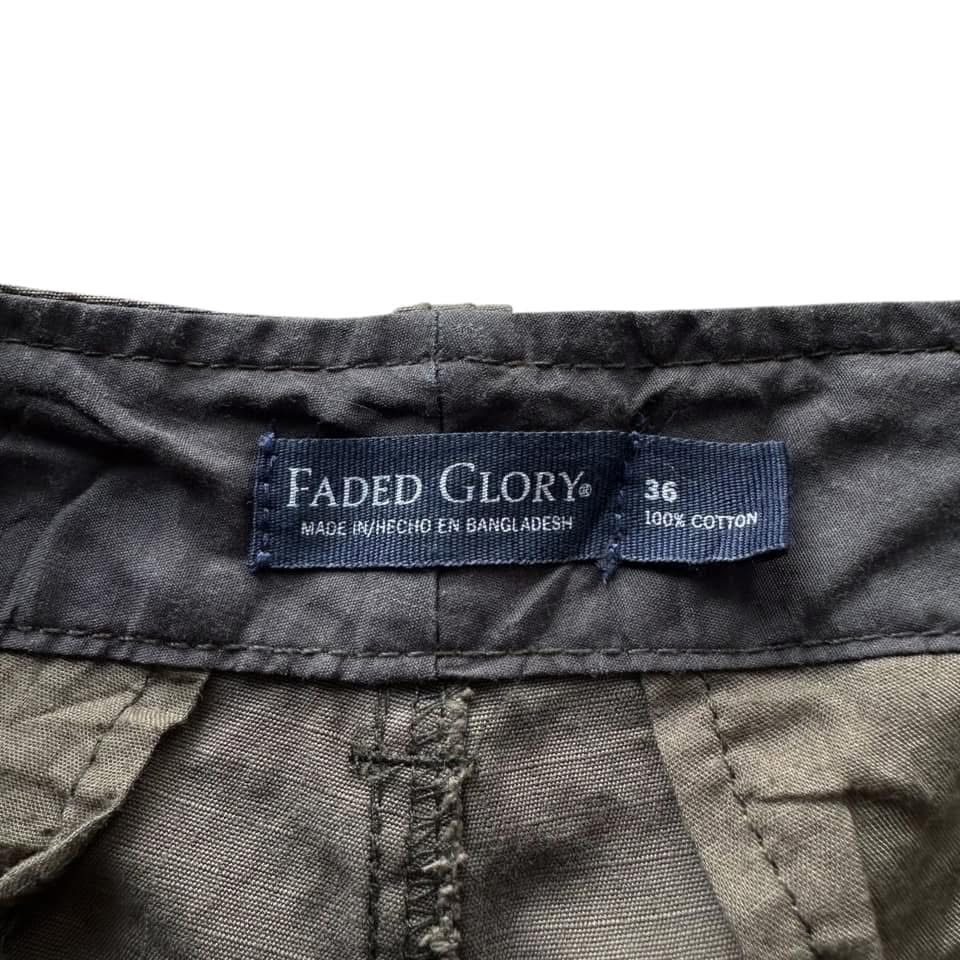 FADED GLORY®
MADE IN/HECHO EN BANGLADESH
36
100% COTTON